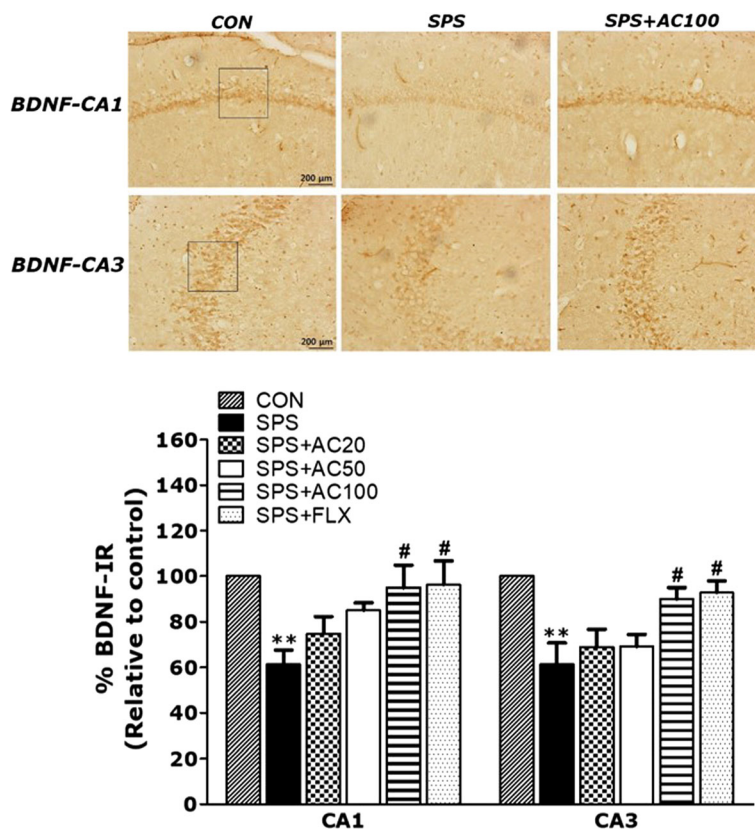 CON SPS SPS+AC100
BDNF-CA1
200 μm
BDNF-CA3
200 μm
CON
SPS
SPS+AC20
SPS+AC50
SPS+AC100
SPS+FLX
% BDNF-IR
(Relative to control)
160
140
120
100
80
60
40
20
0
** # # ** # #
CA1 CA3